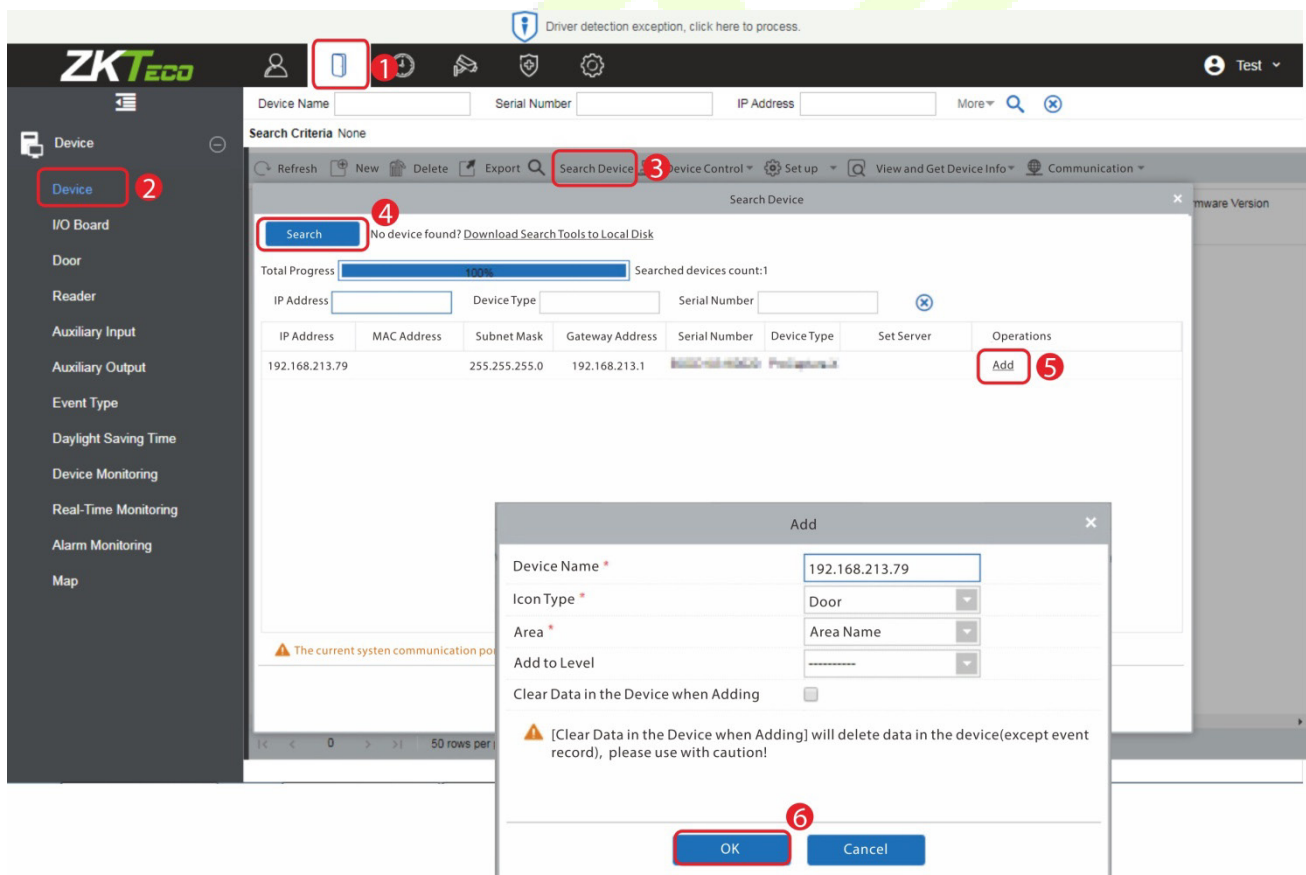 Driver detection exception, click here to process.
ZKTECO
1
Test
Device Name Serial Number IP Address More
Search Criteria None
Device
Refresh New Delete Export Search Device 3 Device Control Set up View and Get Device Info Communication
Device 2
I/O Board
Door
Reader
Auxiliary Input
Auxiliary Output
Event Type
Daylight Saving Time
Device Monitoring
Real-Time Monitoring
Alarm Monitoring
Map
Search Device
mware Version
4
Search No device found? Download Search Tools to Local Disk
Total Progress 100% Searched devices count:1
IP Address Device Type Serial Number
IP Address MAC Address Subnet Mask Gateway Address Serial Number Device Type Set Server Operations
192.168.213.79 255.255.255.0 192.168.213.1 Add 5
The current systen communication po
0 50 rows per
Add
Device Name * 192.168.213.79
Icon Type * Door
Area * Area Name
Add to Level ----------
Clear Data in the Device when Adding
[Clear Data in the Device when Adding] will delete data in the device(except event
record), please use with caution!
6
OK Cancel